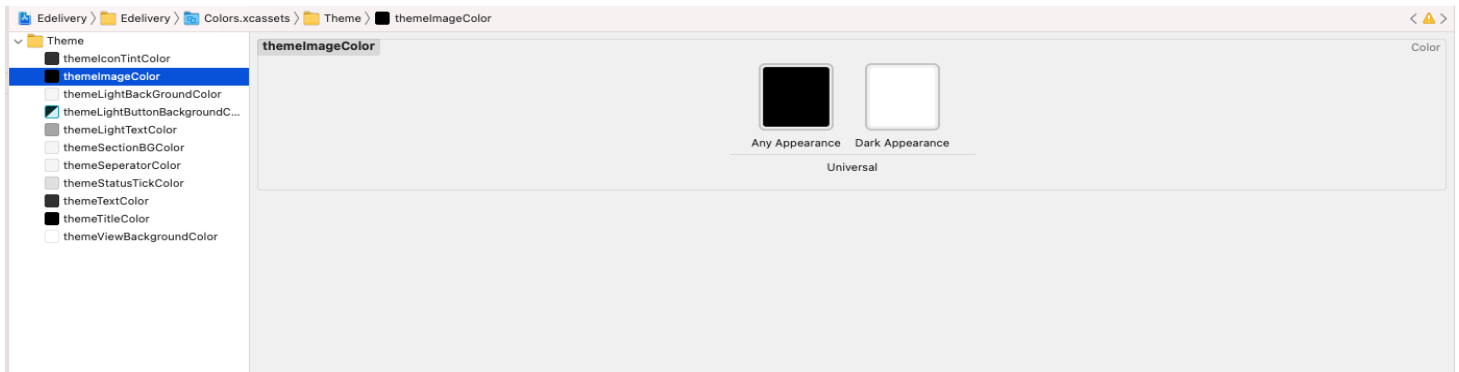 Edelivery 〉 Edelivery 〉 Colors.xcassets 〉 Theme 〉 themeImageColor
Theme
themeIconTintColor
themeImageColor
themeLightBackGroundColor
themeLightButtonBackgroundC...
themeLightTextColor
themeSectionBGColor
themeSeperatorColor
themeStatusTickColor
themeTextColor
themeTitleColor
themeViewBackgroundColor
themeImageColor
Color
Any Appearance Dark Appearance
Universal